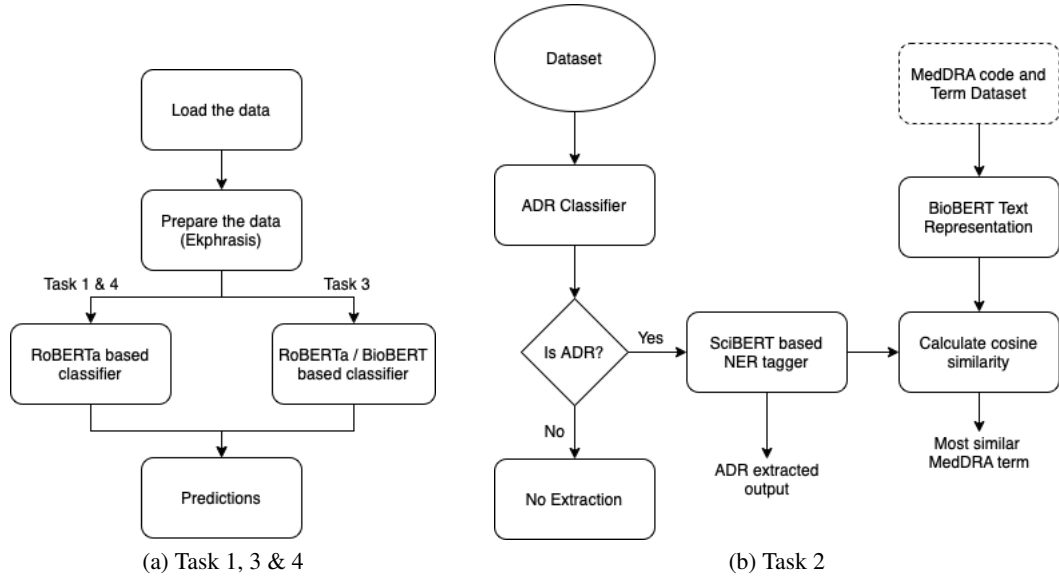 Load the data
Prepare the data
(Ekphrasis)
Task 1 & 4
Task 3
RoBERTa based
classifier
RoBERTa / BioBERT
based classifier
Predictions
(a) Task 1, 3 & 4
Dataset
ADR Classifier
Is ADR?
Yes
No
No Extraction
SciBERT based
NER tagger
ADR extracted
output
MedDRA code and
Term Dataset
BioBERT Text
Representation
Calculate cosine
similarity
Most similar
MedDRA term
(b) Task 2